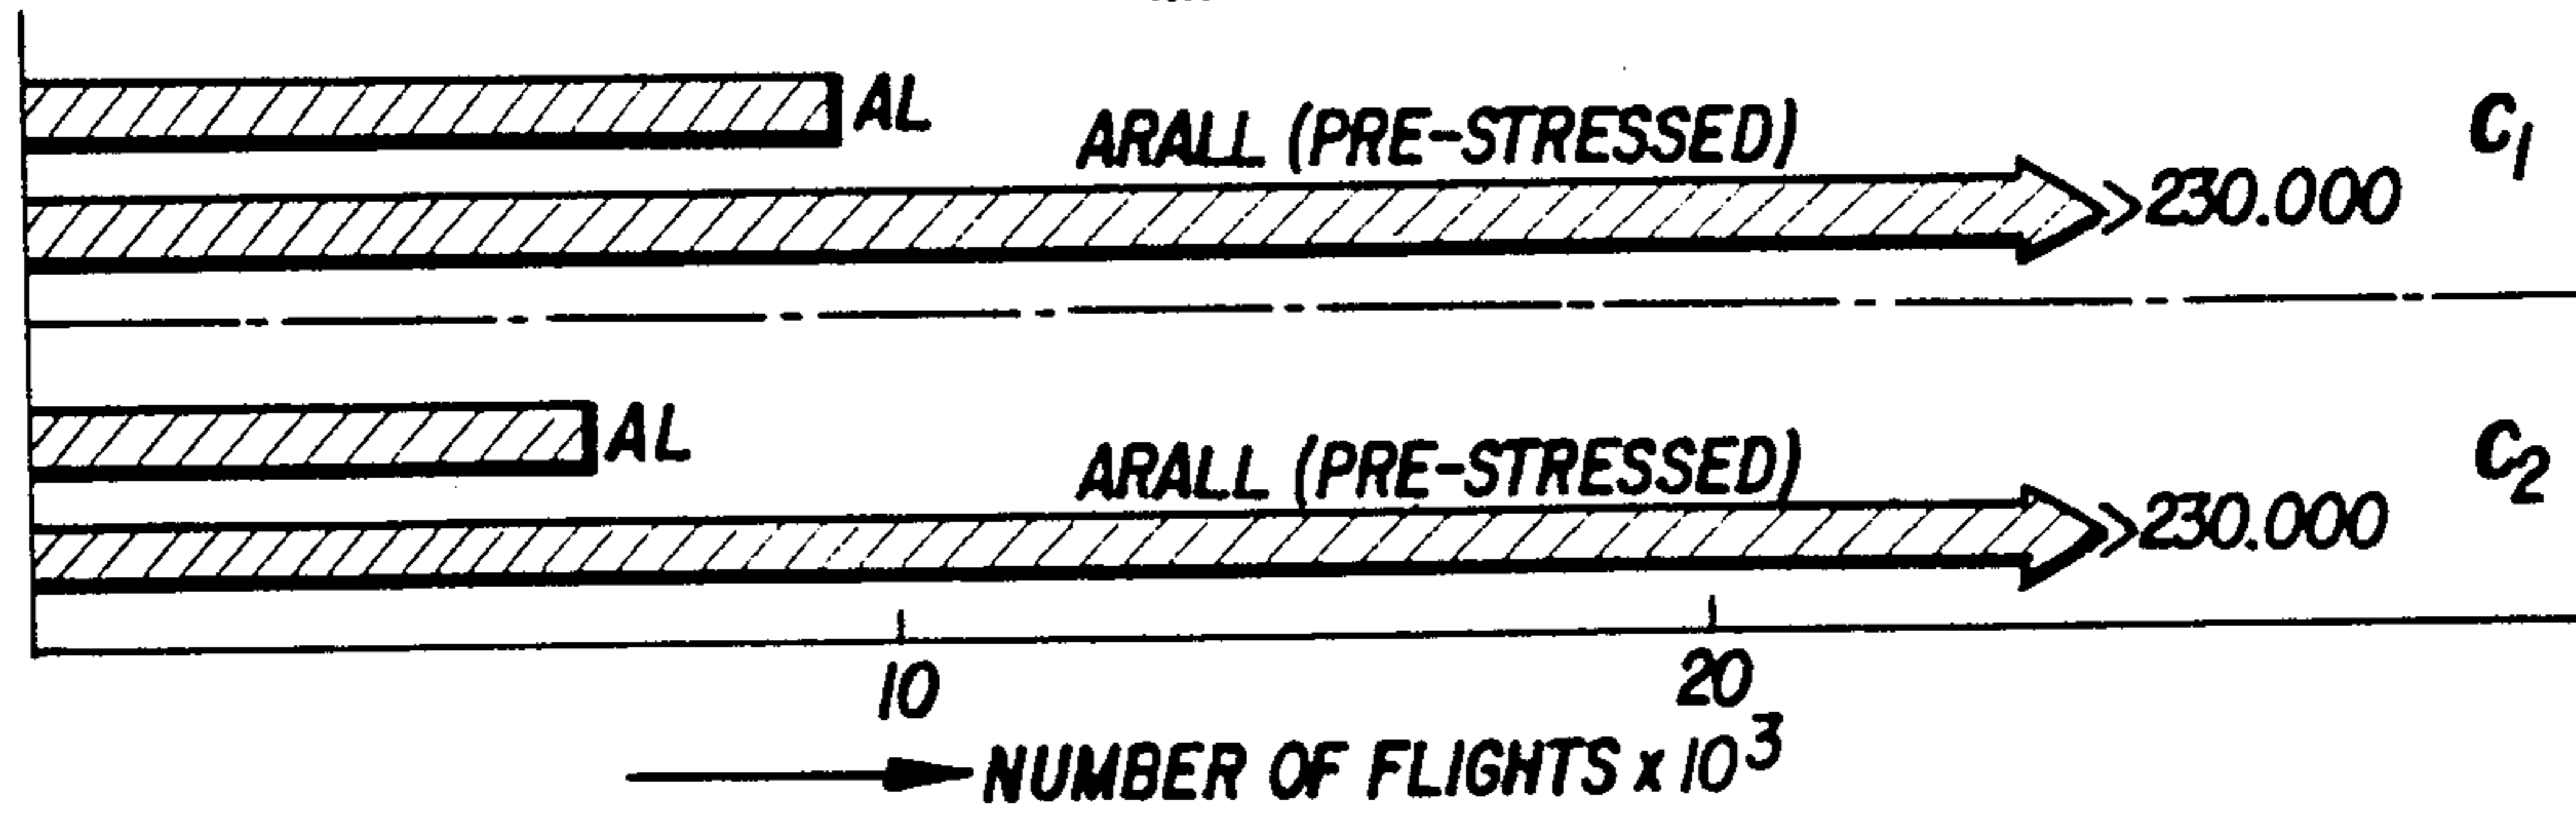 AL
ARALL (PRE-STRESSED)
C1
>230.000
AL
ARALL (PRE-STRESSED)
C2
>230.000
10 20
NUMBER OF FLIGHTS x 10³